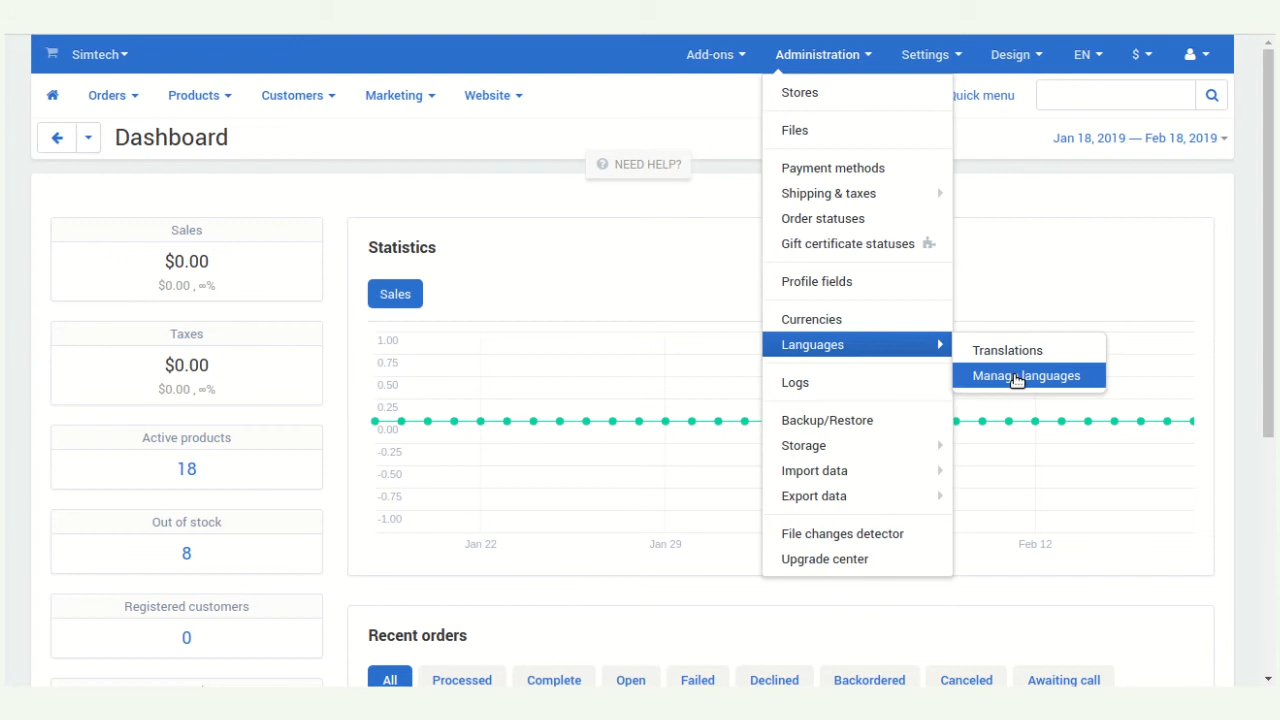 Simtech
Add-ons
Administration
Settings
Design
EN
$
Orders
Products
Customers
Marketing
Website
Quick menu
Dashboard
Jan 18, 2019 — Feb 18, 2019
NEED HELP?
Stores
Files
Payment methods
Shipping & taxes
Order statuses
Gift certificate statuses
Profile fields
Currencies
Languages
Logs
Backup/Restore
Storage
Import data
Export data
File changes detector
Upgrade center
Translations
Manage languages
Sales
$0.00
$0.00 , ∞%
Taxes
$0.00
$0.00 , ∞%
Active products
18
Out of stock
8
Registered customers
0
Statistics
Sales
1.00
0.75
0.50
0.25
0.00
-0.25
-0.50
-0.75
-1.00
Jan 22
Jan 29
Feb 12
Recent orders
All
Processed
Complete
Open
Failed
Declined
Backordered
Canceled
Awaiting call